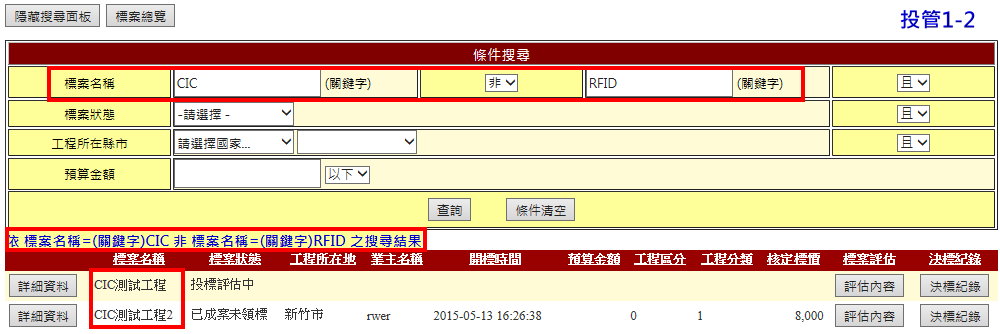 隱藏搜尋面板 標案總覽 投管1-2
條件搜尋
標案名稱 CIC (關鍵字) 非 RFID (關鍵字) 且
標案狀態 -請選擇 - 且
工程所在縣市 請選擇國家... 且
預算金額 以下
查詢 條件清空
依 標案名稱=(關鍵字)CIC 非 標案名稱=(關鍵字)RFID 之搜尋結果
標案名稱 標案狀態 工程所在地 業主名稱 開標時間 預算金額 工程區分 工程分類 核定標價 標案評估 決標紀錄
詳細資料 CIC測試工程 投標評估中 評估內容 決標紀錄
詳細資料 CIC測試工程2 已成案未領標 新竹市 rwer 2015-05-13 16:26:38 0 1 8,000 評估內容 決標紀錄